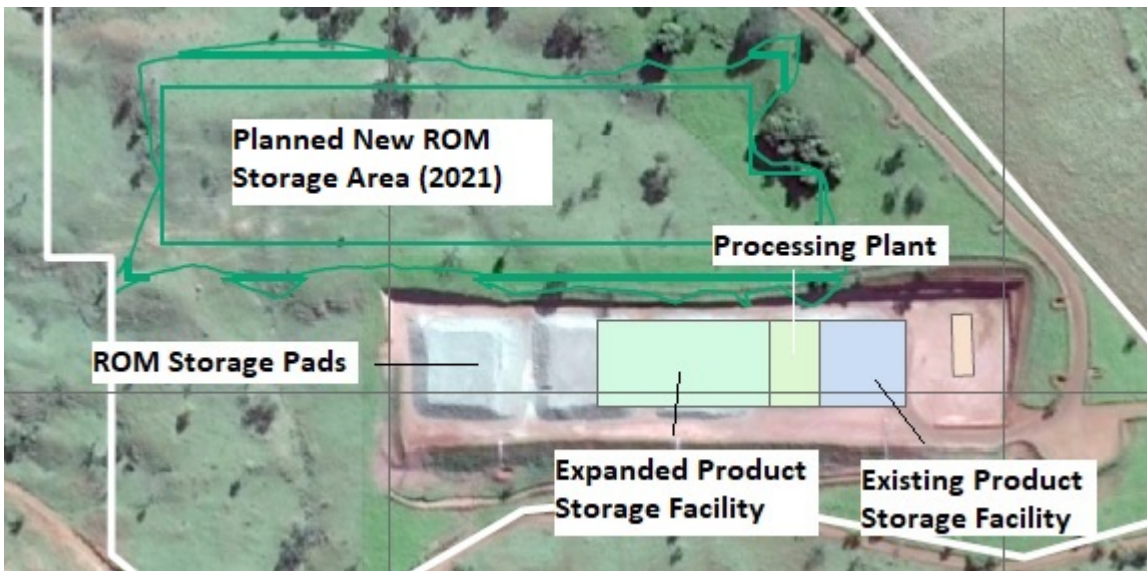 Planned New ROM
Storage Area (2021)
Processing Plant
ROM Storage Pads
Expanded Product
Storage Facility
Existing Product
Storage Facility